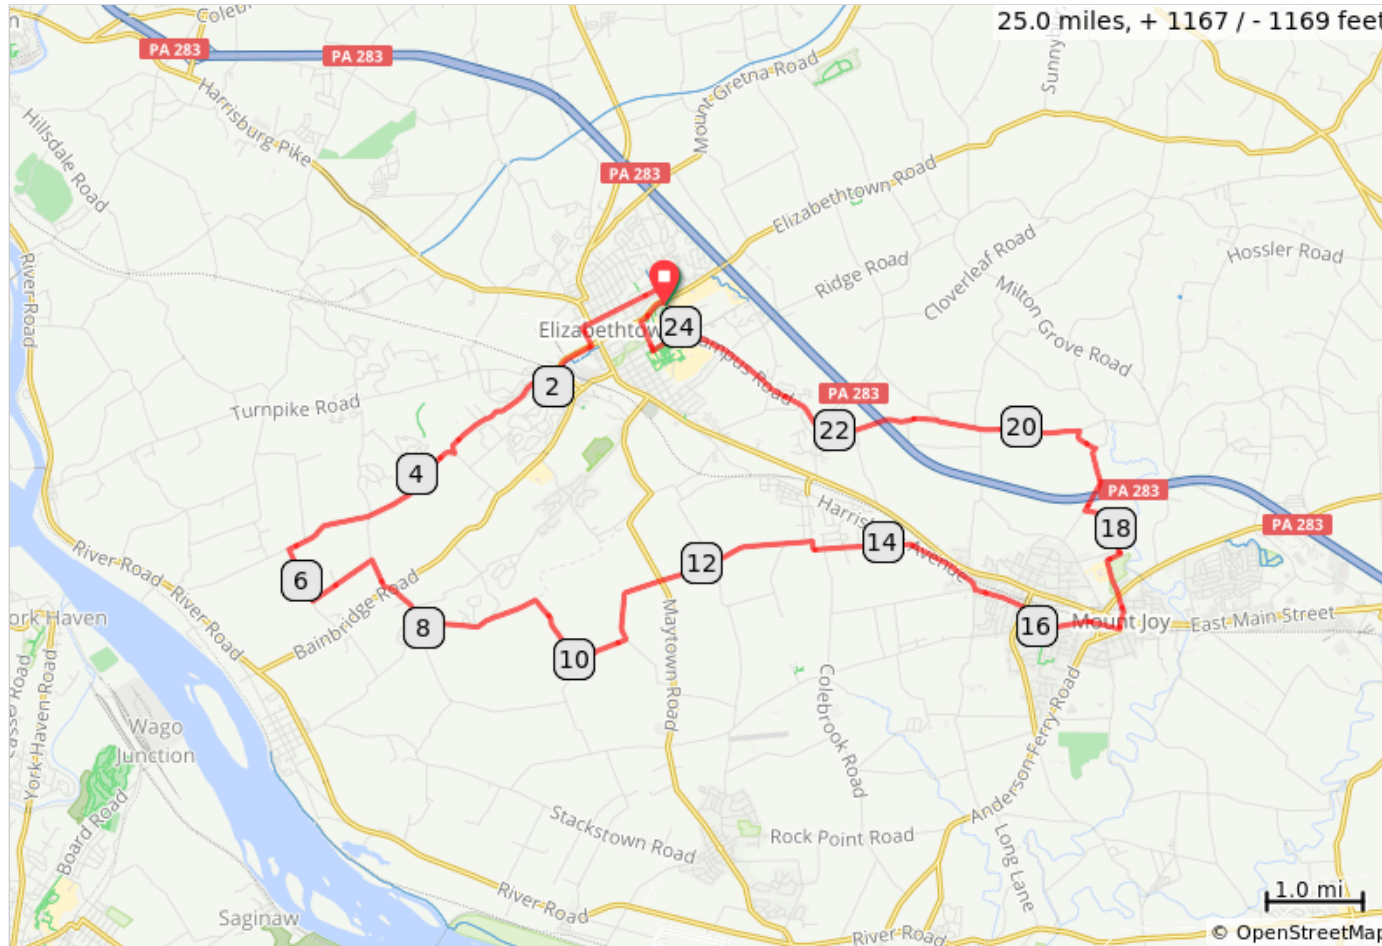 25.0 miles, + 1167 / - 1169 feet
PA 283
PA 283
Harrisburg Pike
Mount Gretna Road
Hillsdale Road
PA 283
Elizabethtown Road
River Road
Ridge Road
Cloverleaf Road
Hossler Road
Milton Grove Road
Elizabethtow
24
Campus Road
2
Turnpike Road
PA 283
22
20
4
PA 283
PA 283
18
Avenue
14
12
River Road
River Road
6
Bainbridge Road
8
Mount Joy
East Main Street
16
10
ork Haven
Maytown Road
Colebrook Road
York Haven Road
Wago
Junction
Anderson Ferry Road
Board Road
Stackstown Road
Rock Point Road
Long Lane
River Road
1.0 mi
Saginaw
River Road
© OpenStreetMap